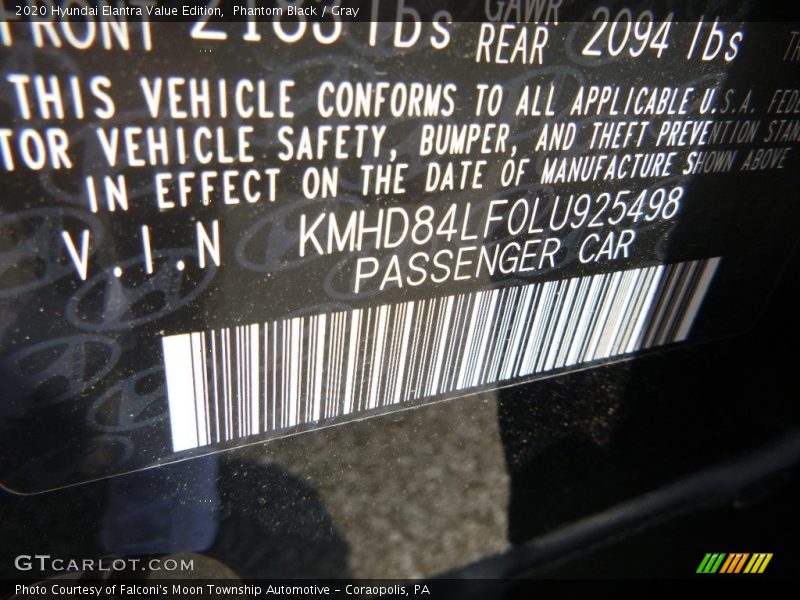 2020 Hyundai Elantra Value Edition, Phantom Black / Gray
FRONT lbs GAWR
REAR 2094 lbs
THIS VEHICLE CONFORMS TO ALL APPLICABLE U.S.A.
TOR VEHICLE SAFETY, BUMPER, AND THEFT PREVENTION
IN EFFECT ON THE DATE OF MANUFACTURE SHOWN ABOVE
V.I.N KMHD84LF0LU925498
PASSENGER CAR
GTCARLOT.COM
Photo Courtesy of Falconi's Moon Township Automotive - Coraopolis, PA